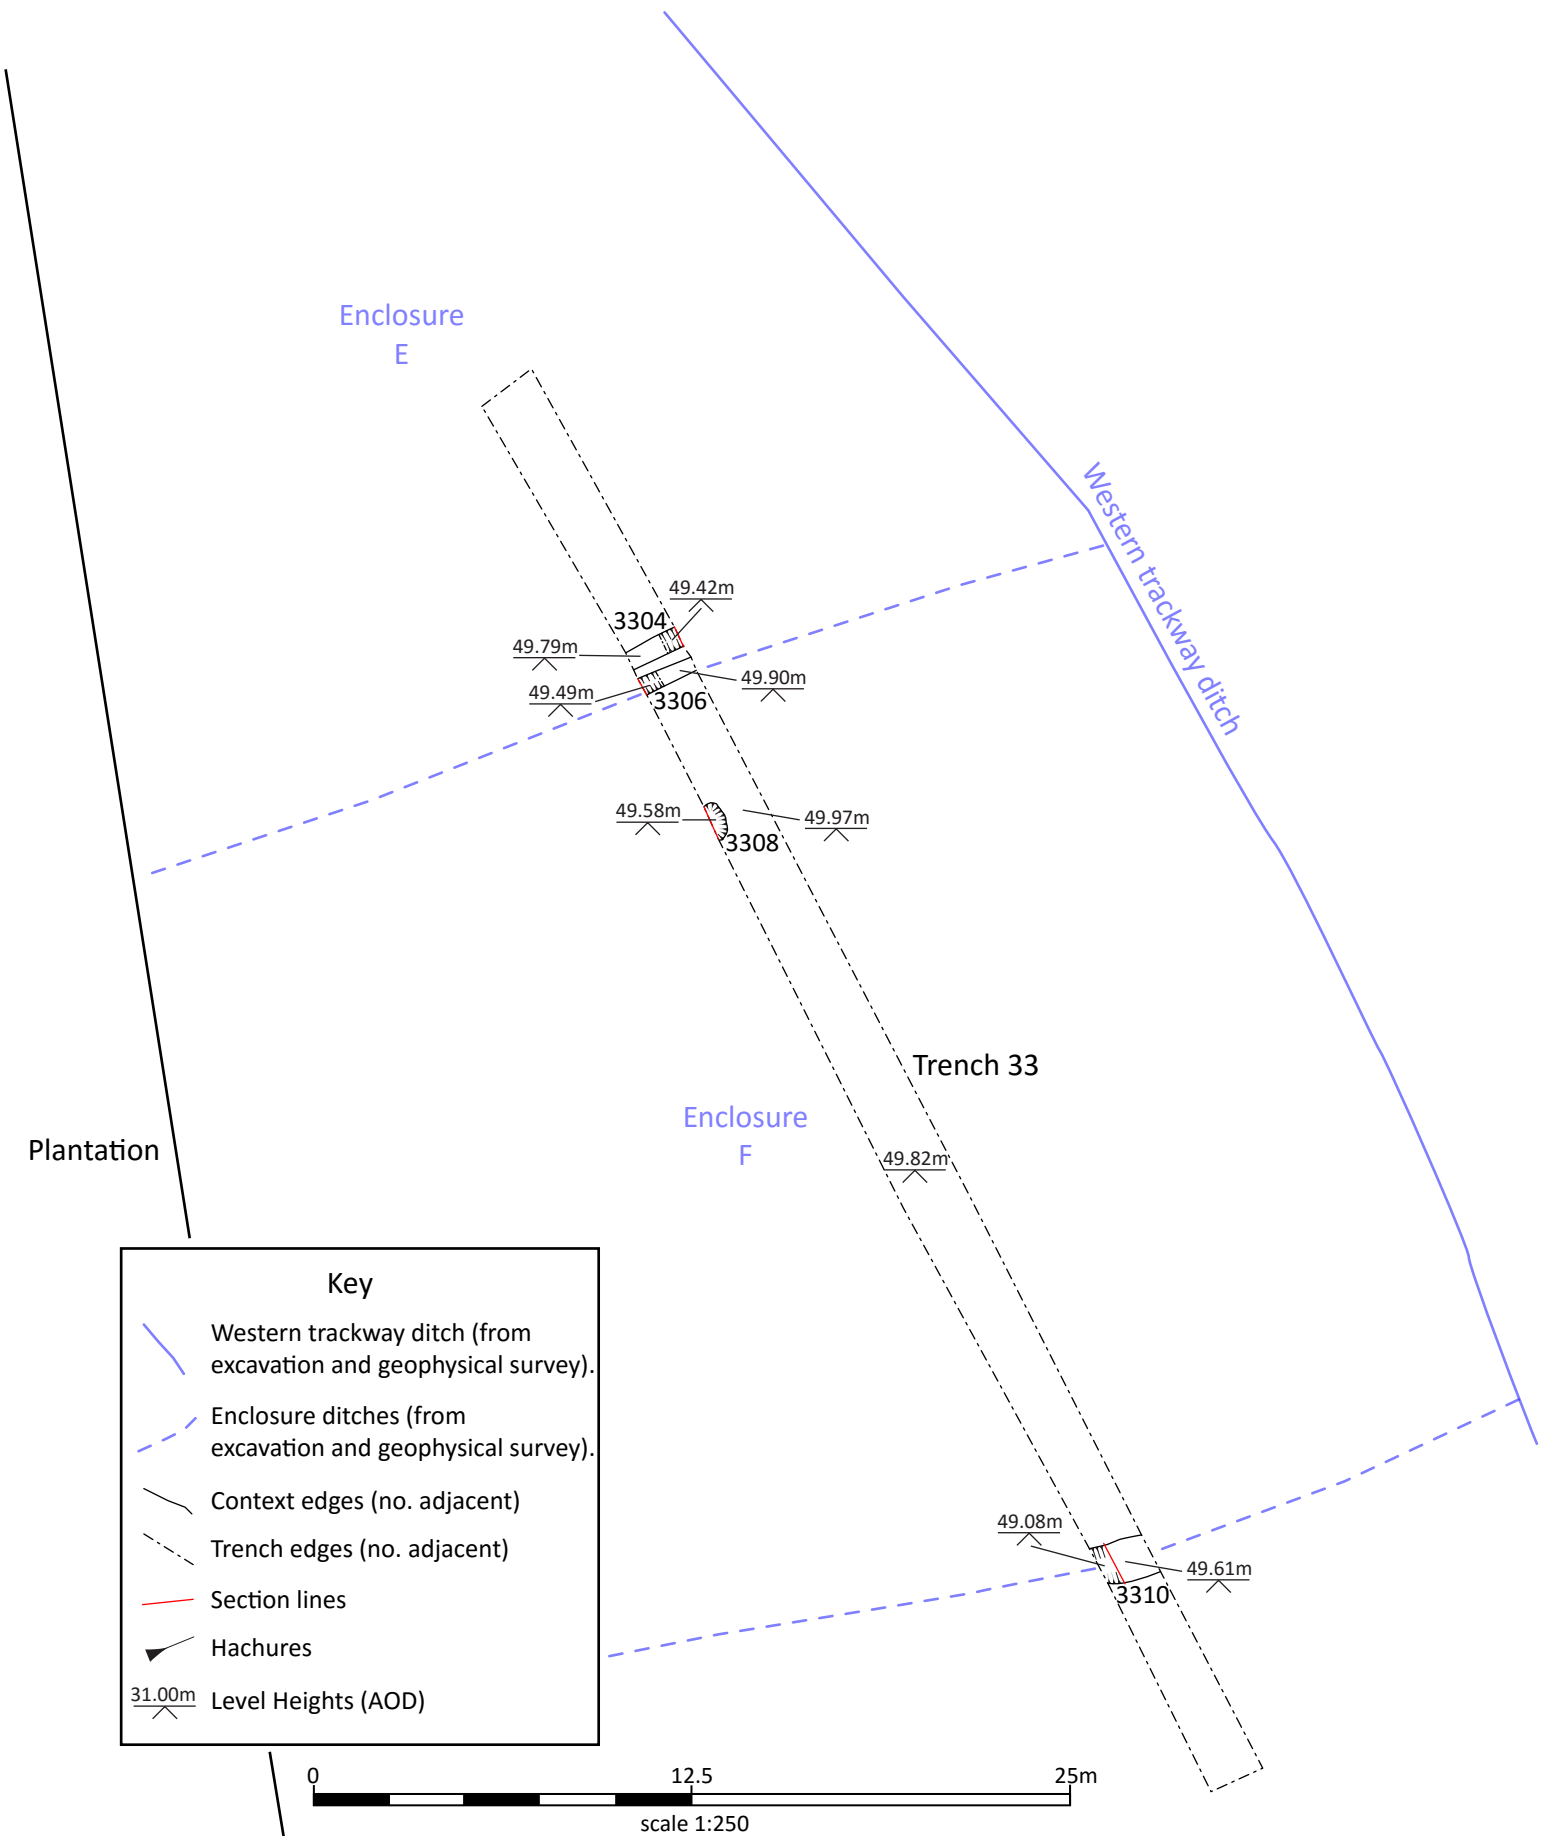 Enclosure
E
Western trackway ditch
49.42m
3304
49.79m
49.90m
49.49m
3306
49.58m
49.97m
3308
Trench 33
Enclosure
F
Plantation
49.82m
Key
Western trackway ditch (from
excavation and geophysical survey).
Enclosure ditches (from
excavation and geophysical survey).
Context edges (no. adjacent)
Trench edges (no. adjacent)
Section lines
Hachures
31.00m Level Heights (AOD)
49.08m
49.61m
3310
0 12.5 25m
scale 1:250